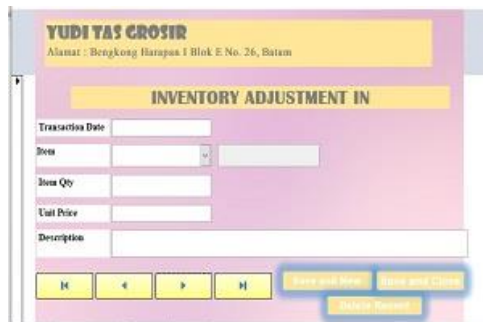 YUDI TAS GROSIR
Alamat : Bengkong Harapan I Blok E No. 26, Batam
INVENTORY ADJUSTMENT IN
Transaction Date
Item
Item Qty
Unit Price
Description
Save and New Save and Close
Delete Record